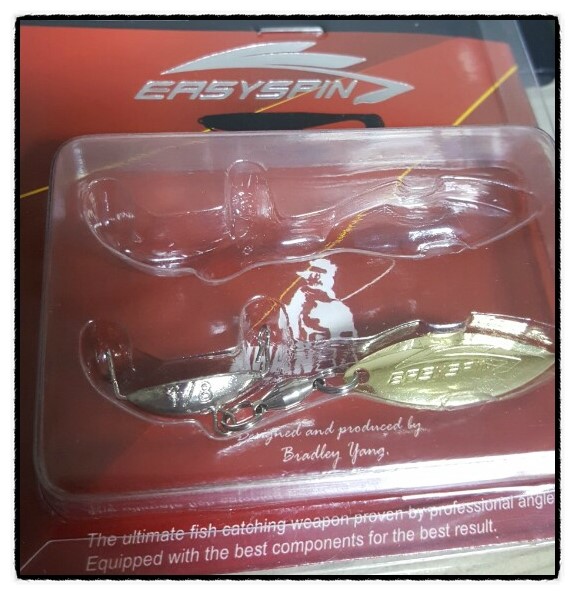 EASYSPIN
1/8
EASYSPIN
Designed and produced by
Bradley Yang.
The ultimate fish catching weapon proven by professional angle
Equipped with the best components for the best result.